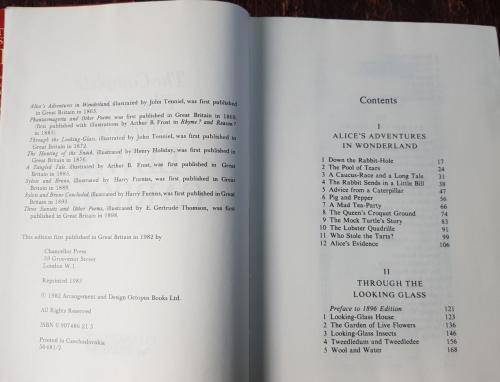 Alice's Adventures in Wonderland, illustrated by John Tenniel, was first published
in Great Britain in 1865.
Phantasmagoria and Other Poems was first published in Great Britain in 1869,
(first published with illustrations by Arthur B Frost in Rhyme? and Reason?
in 1883).
Through the Looking-Glass, illustrated by John Tenniel, was first published in
Great Britain in 1872.
The Hunting of the Snark, illustrated by Henry Holiday, was first published in
Great Britain in 1876.
A Tangled Tale, illustrated by Arthur B. Frost, was first published in Great
Britain in 1885.
Sylvie and Bruno, illustrated by Harry Furniss, was first published in Great
Britain in 1889.
Sylvie and Bruno Concluded, illustrated by Harry Furniss, was first published in Great
Britain in 1893.
Three Sunsets and Other Poems, illustrated by E. Gertrude Thomson, was first
published in Great Britain in 1898.
This edition first published in Great Britain in 1982 by
Chancellor Press
59 Grosvenor Street
London W.1.
Reprinted 1985
© 1982 Arrangement and Design Octopus Books Ltd.
All Rights Reserved
ISBN 0 907486 21 5
Printed in Czechoslovakia
50481/2
Contents
I
ALICE'S ADVENTURES
IN WONDERLAND
1 Down the Rabbit-Hole 17
2 The Pool of Tears 24
3 A Caucus-Race and a Long Tale 31
4 The Rabbit Sends in a Little Bill 38
5 Advice from a Caterpillar 47
6 Pig and Pepper 56
7 A Mad Tea-Party 66
8 The Queen's Croquet Ground 74
9 The Mock Turtle's Story 83
10 The Lobster Quadrille 91
11 Who Stole the Tarts? 99
12 Alice's Evidence 106
II
THROUGH THE
LOOKING GLASS
Preface to 1896 Edition 121
1 Looking-Glass House 123
2 The Garden of Live Flowers 136
3 Looking-Glass Insects 146
4 Tweedledum and Tweedledee 156
5 Wool and Water 168